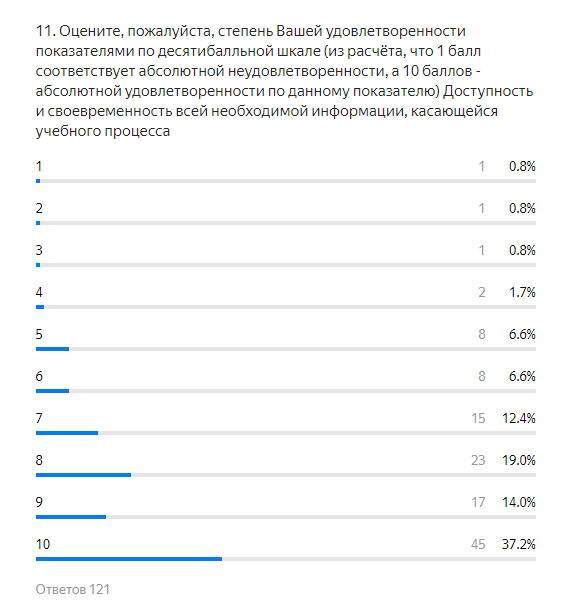 11. Оцените, пожалуйста, степень Вашей удовлетворенности
показателями по десятибалльной шкале (из расчёта, что 1 балл
соответствует абсолютной неудовлетворенности, а 10 баллов -
абсолютной удовлетворенности по данному показателю) Доступность
и своевременность всей необходимой информации, касающейся
учебного процесса
1 1 0.8%
2 1 0.8%
3 1 0.8%
4 2 1.7%
5 8 6.6%
6 8 6.6%
7 15 12.4%
8 23 19.0%
9 17 14.0%
10 45 37.2%
Ответов 121